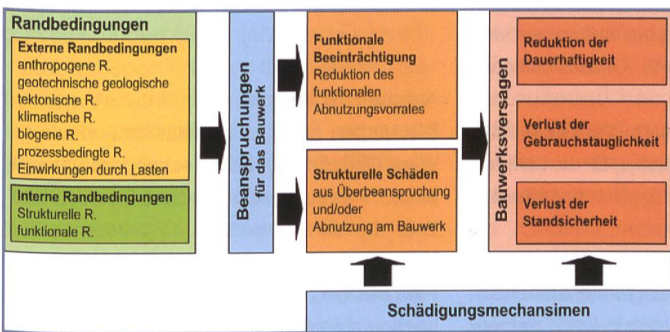 Randbedingungen
Externe Randbedingungen
anthropogene R.
geotechnische geologische
tektonische R.
klimatische R.
biogene R.
prozessbedingte R.
Einwirkungen durch Lasten
Interne Randbedingungen
Strukturelle R.
funktionale R.
Beanspruchungen
für das Bauwerk
Funktionale
Beeinträchtigung
Reduktion des
funktionalen
Abnutzungsvorrates
Strukturelle Schäden
aus Überbeanspruchung
und/oder
Abnutzung am Bauwerk
Bauwerksversagen
Reduktion der
Dauerhaftigkeit
Verlust der
Gebrauchstauglichkeit
Verlust der
Standsicherheit
Schädigungsmechansimen